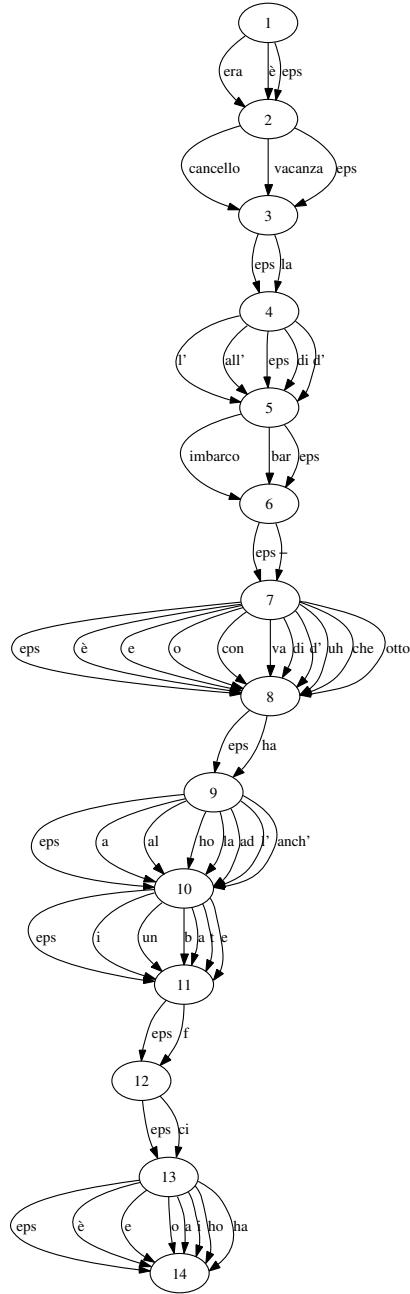 1
era è eps
2
cancello vacanza eps
3
eps la
4
l' all' eps di d'
5
imbarco bar eps
6
eps –
7
eps è e o con va di d' uh che otto
8
eps ha
9
eps a al ho la ad l' anch'
10
eps i un b a t e
11
eps f
12
eps ci
13
eps è e o a i ho ha
14